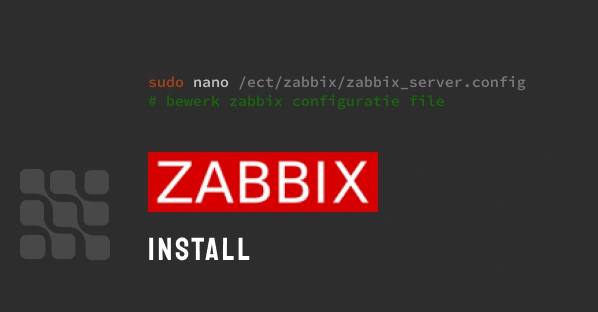 sudo nano /ect/zabbix/zabbix_server.config
# bewerk zabbix configuratie file
ZABBIX
INSTALL